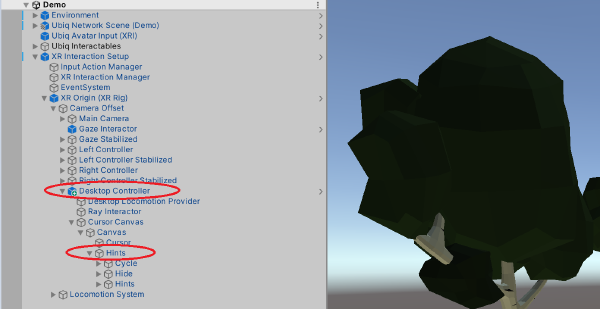 Demo
Environment
Ubiq Network Scene (Demo)
Ubiq Avatar Input (XRI)
Ubiq Interactables
XR Interaction Setup
Input Action Manager
XR Interaction Manager
EventSystem
XR Origin (XR Rig)
Camera Offset
Main Camera
Gaze Interactor
Gaze Stabilized
Left Controller
Left Controller Stabilized
Right Controller
Right Controller Stabilized
Desktop Controller
Desktop Locomotion Provider
Ray Interactor
Cursor Canvas
Canvas
Cursor
Hints
Cycle
Hide
Hints
Locomotion System